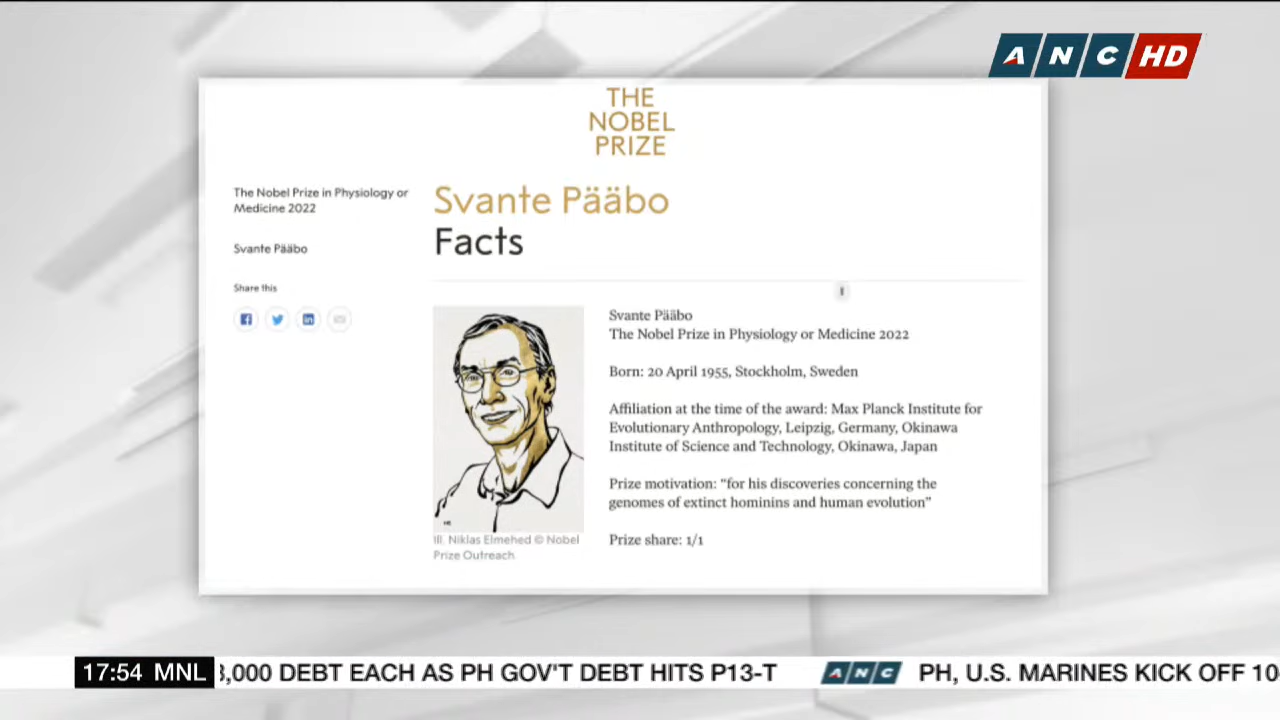 ANC HD
THE
NOBEL
PRIZE
The Nobel Prize in Physiology or
Medicine 2022
Svante Pääbo
Share this
Svante Pääbo
Facts
Svante Pääbo
The Nobel Prize in Physiology or Medicine 2022
Born: 20 April 1955, Stockholm, Sweden
Affiliation at the time of the award: Max Planck Institute for
Evolutionary Anthropology, Leipzig, Germany, Okinawa
Institute of Science and Technology, Okinawa, Japan
Prize motivation: “for his discoveries concerning the
genomes of extinct hominins and human evolution”
Prize share: 1/1
Ill. Niklas Elmehed © Nobel
Prize Outreach
17:54 MNL
,000 DEBT EACH AS PH GOV'T DEBT HITS P13-T ANC PH, U.S. MARINES KICK OFF 10